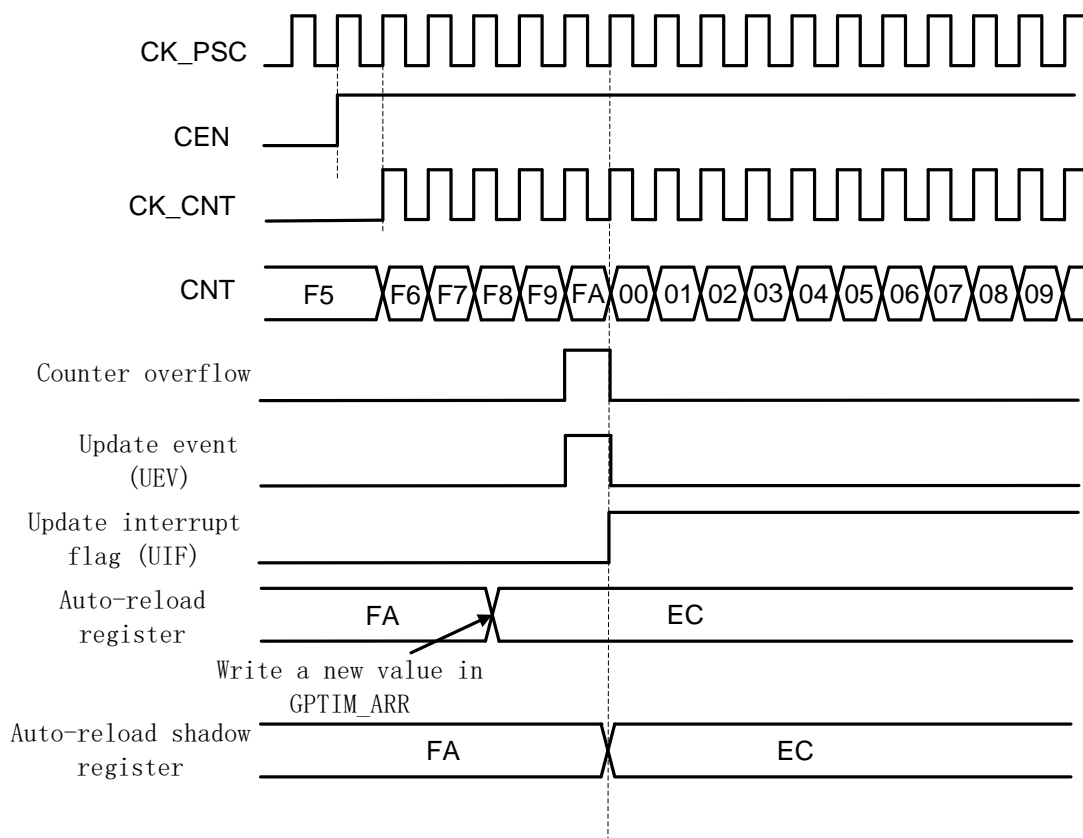 CK_PSC
CEN
CK_CNT
CNT
F5 F6 F7 F8 F9 FA 00 01 02 03 04 05 06 07 08 09
Counter overflow
Update event
(UEV)
Update interrupt
flag (UIF)
Auto-reload
register
FA
EC
Write a new value in
GPTIM_ARR
Auto-reload shadow
register
FA
EC